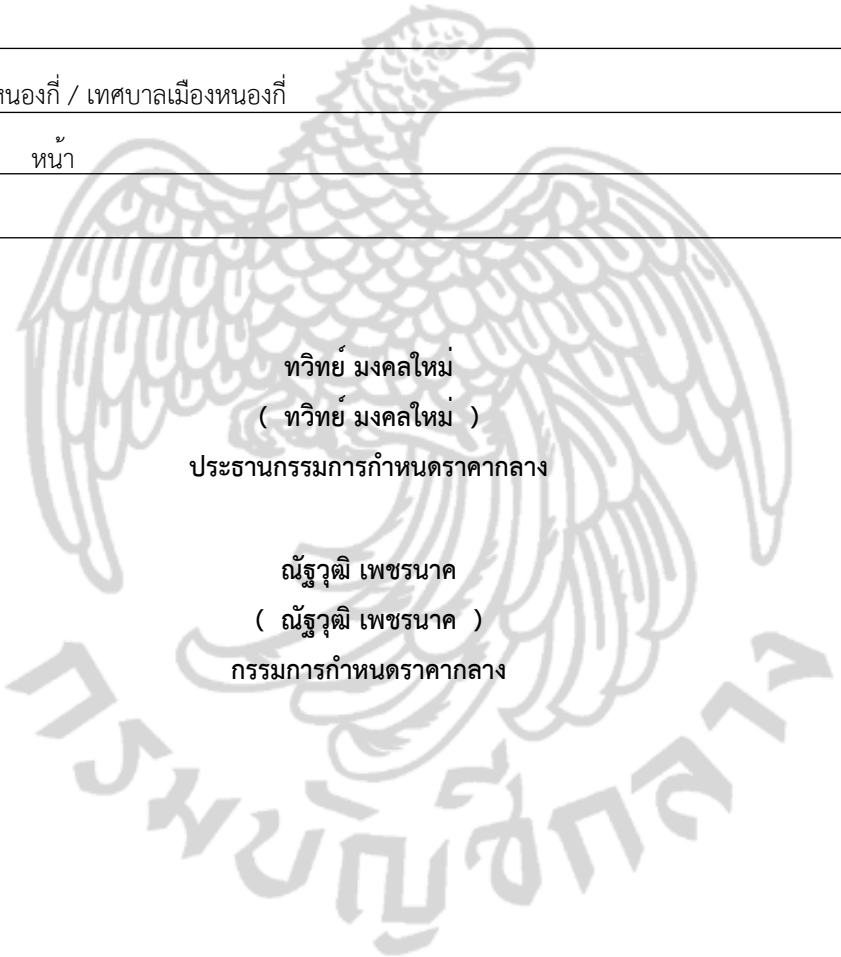 หนองกี่ / เทศบาลเมืองหนองกี่
หน้า
ทวิทย์ มงคลใหม่
( ทวิทย์ มงคลใหม่ )
ประธานกรรมการกำหนดราคากลาง
ณัฐวุฒิ เพชรนาค
( ณัฐวุฒิ เพชรนาค )
กรรมการกำหนดราคากลาง
กรมบัญชีกลาง